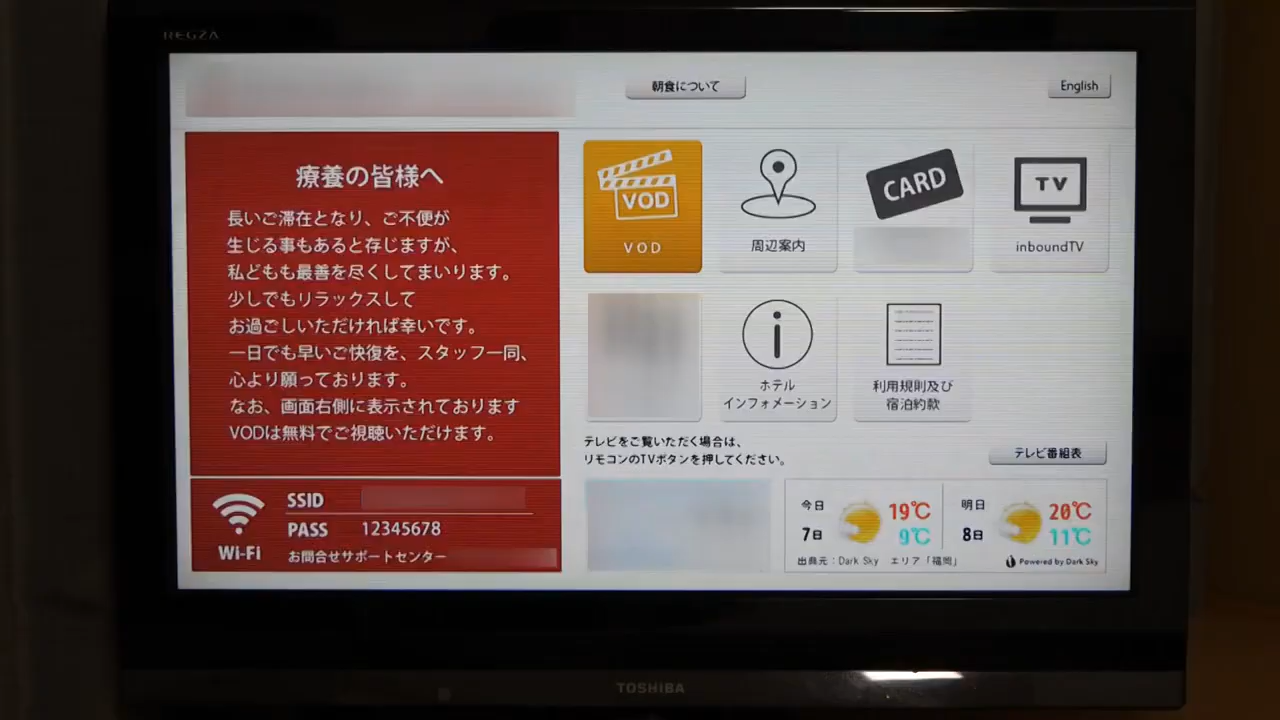 REGZA
朝食について
English
療養の皆様へ
長いご滞在となり、ご不便が
生じる事もあると存じますが、
私どもも最善を尽くしてまいります。
少しでもリラックスして
お過ごしいただければ幸いです。
一日でも早いご快復を、スタッフ一同、
心より願っております。
なお、画面右側に表示されております
VODは無料でご視聴いただけます。
VOD
VOD
周辺案内
CARD
TV
inboundTV
ホテル
インフォメーション
利用規則及び
宿泊約款
テレビをご覧いただく場合は、
リモコンのTVボタンを押してください。
テレビ番組表
Wi-Fi
SSID
PASS 12345678
お問合せサポートセンター
今日
7日
19℃
9℃
明日
8日
20℃
11℃
出典元：Dark Sky エリア「福岡」
Powered by Dark Sky
TOSHIBA